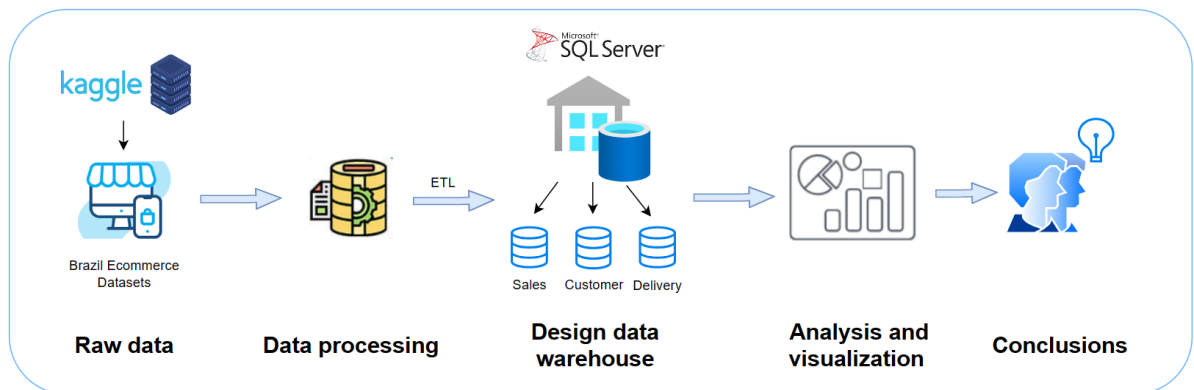 Microsoft
SQL Server
kaggle
ETL
Brazil Ecommerce
Datasets
Sales
Customer
Delivery
Raw data
Data processing
Design data
warehouse
Analysis and
visualization
Conclusions